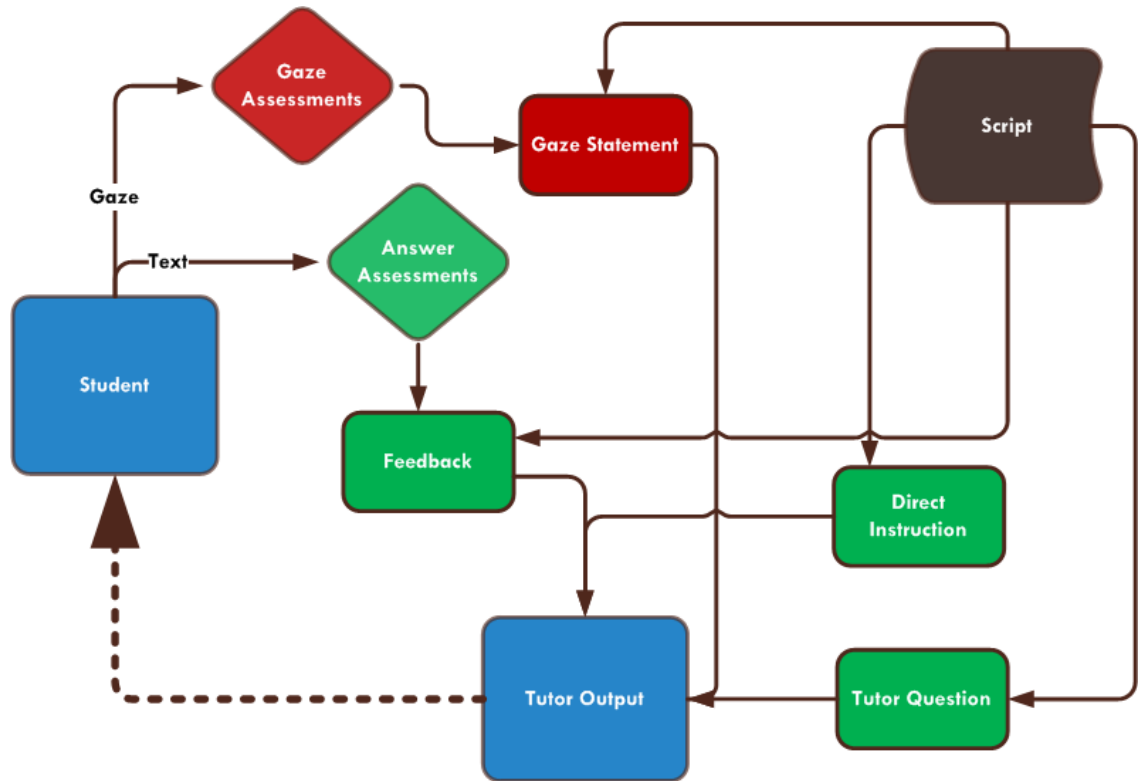 Gaze
Assessments
Gaze Statement
Script
Gaze
Text
Answer
Assessments
Student
Feedback
Direct
Instruction
Tutor Output
Tutor Question